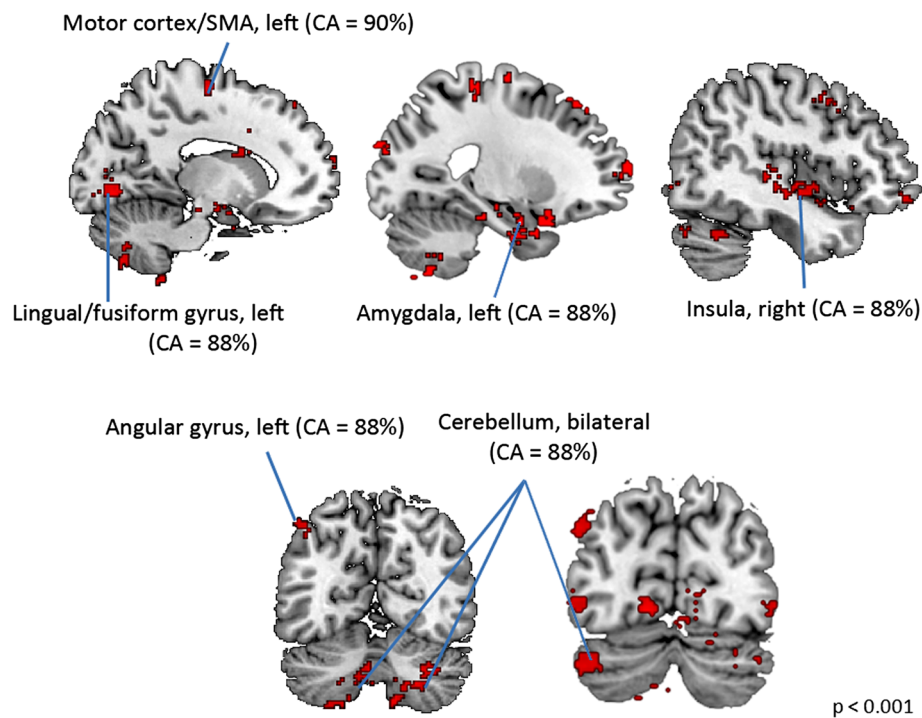 Motor cortex/SMA, left (CA = 90%)
Lingual/fusiform gyrus, left
(CA = 88%)
Amygdala, left (CA = 88%)
Insula, right (CA = 88%)
Angular gyrus, left (CA = 88%)
Cerebellum, bilateral
(CA = 88%)
p < 0.001